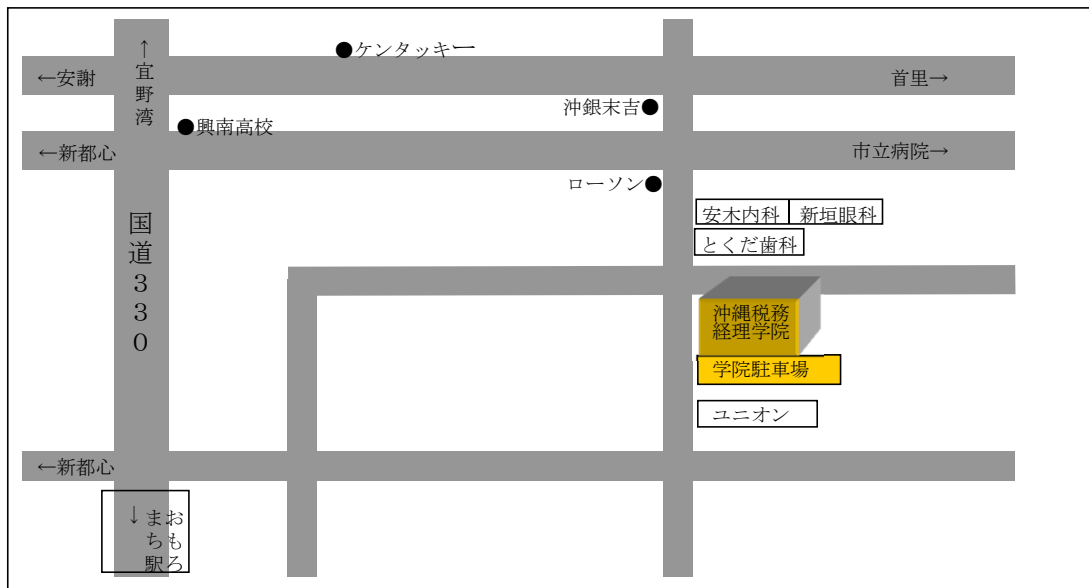 ●ケンタッキー
↑宜野湾
←安謝
首里→
沖銀末吉●
●興南高校
←新都心
市立病院→
ローソン●
安木内科
新垣眼科
とくだ歯科
国道３３０
沖縄税務
経理学院
学院駐車場
ユニオン
←新都心
おもろ
まち駅
↓